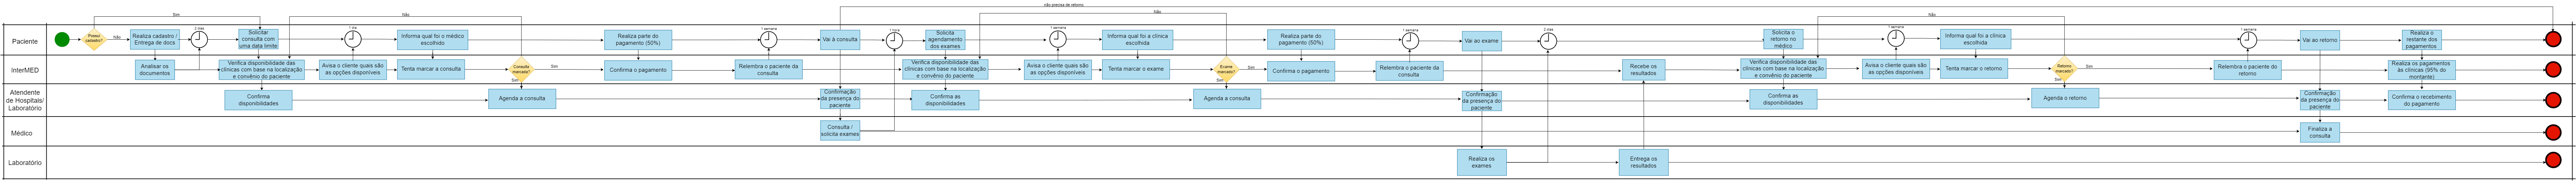 não precisa de retorno
Sim
Não
Não
Não
Paciente
Possui
cadastro?
Não
Realiza cadastro /
Entrega de docs
2 dias
Solicitar
consulta com
uma data limite
1 dia
Informa qual foi o médico
escolhido
Realiza parte do
pagamento (50%)
1 semana
Vai à consulta
1 hora
Solicita
agendamento
dos exames
1 semana
Informa qual foi a clínica
escolhida
Realiza parte do
pagamento (50%)
1 semana
Vai ao exame
2 dias
Solicita o
retorno no
médico
1 semana
Informa qual foi a clínica
escolhida
1 semana
Vai ao retorno
Realiza o
restante dos
pagamentos
InterMED
Analisar os
documentos
Verifica disponibilidade das
clínicas com base na localização
e convênio do paciente
Avisa o cliente quais são
as opções disponíveis
Tenta marcar a consulta
Consulta
marcada?
Sim
Sim
Confirma o pagamento
Relembra o paciente da
consulta
Verifica disponibilidade das
clínicas com base na localização
e convênio do paciente
Avisa o cliente quais são
as opções disponíveis
Tenta marcar o exame
Exame
marcado?
Sim
Sim
Confirma o pagamento
Relembra o paciente da
consulta
Recebe os
resultados
Verifica disponibilidade das
clínicas com base na localização
e convênio do paciente
Avisa o cliente quais são
as opções disponíveis
Tenta marcar o retorno
Retorno
marcado?
Sim
Sim
Relembra o paciente do
retorno
Realiza os pagamentos
às clínicas (95% do
montante)
Atendente
de Hospitais/
Laboratório
Confirma
disponibilidades
Agenda a consulta
Confirmação
da presença do
paciente
Confirma as
disponibilidades
Agenda a consulta
Confirmação
da presença do
paciente
Confirma as
disponibilidades
Agenda o retorno
Confirmação
da presença do
paciente
Confirma o recebimento
do pagamento
Médico
Consulta /
solicita exames
Finaliza a
consulta
Laboratório
Realiza os
exames
Entrega os
resultados